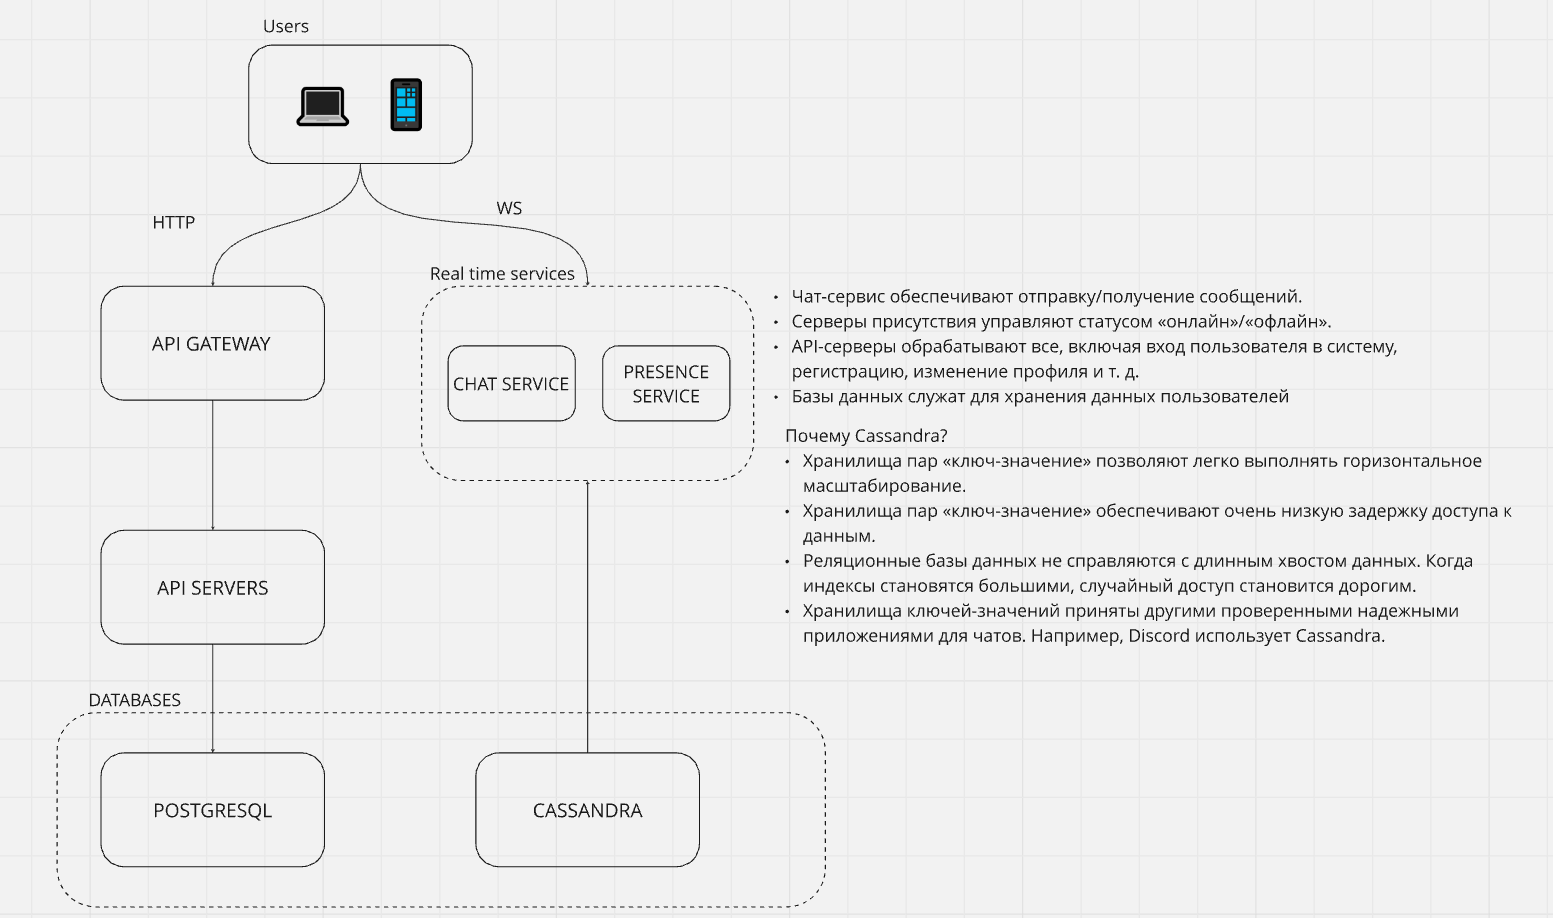 Users
HTTP
WS
Real time services
API GATEWAY
CHAT SERVICE
PRESENCE
SERVICE
• Чат-сервис обеспечивают отправку/получение сообщений.
• Серверы присутствия управляют статусом «онлайн»/«офлайн».
• API-серверы обрабатывают все, включая вход пользователя в систему,
регистрацию, изменение профиля и т. д.
• Базы данных служат для хранения данных пользователей
Почему Cassandra?
• Хранилища пар «ключ-значение» позволяют легко выполнять горизонтальное
масштабирование.
• Хранилища пар «ключ-значение» обеспечивают очень низкую задержку доступа к
данным.
• Реляционные базы данных не справляются с длинным хвостом данных. Когда
индексы становятся большими, случайный доступ становится дорогим.
• Хранилища ключей-значений приняты другими проверенными надежными
приложениями для чатов. Например, Discord использует Cassandra.
API SERVERS
DATABASES
POSTGRESQL
CASSANDRA